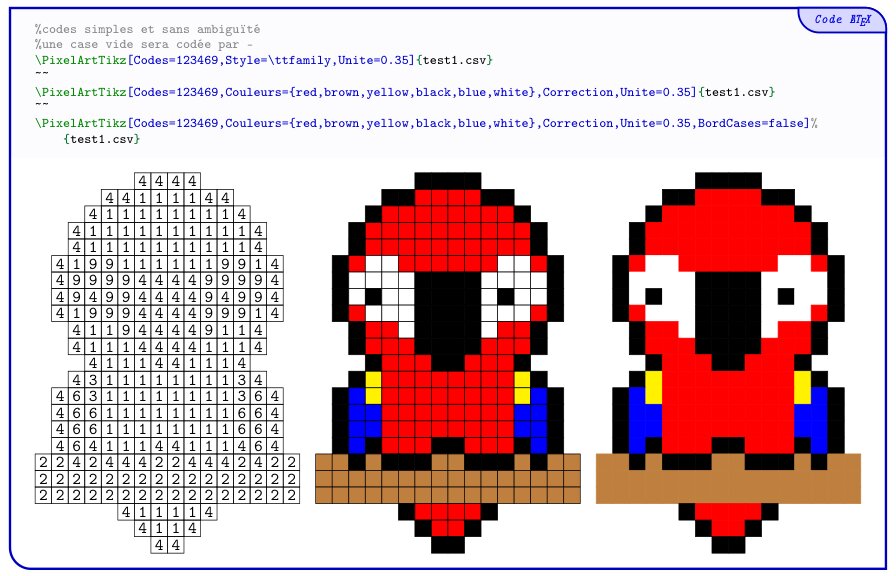 Code LaTeX
%codes simples et sans ambiguïté
%une case vide sera codée par -
\PixelArtTikz[Codes=123469,Style=\ttfamily,Unite=0.35]{test1.csv}
~~
\PixelArtTikz[Codes=123469,Couleurs={red,brown,yellow,black,blue,white},Correction,Unite=0.35]{test1.csv}
~~
\PixelArtTikz[Codes=123469,Couleurs={red,brown,yellow,black,blue,white},Correction,Unite=0.35,BordCases=false]%
{test1.csv}
4 4 4 4
4 4 1 1 1 1 4 4
4 1 1 1 1 1 1 1 1 4
4 1 1 1 1 1 1 1 1 1 1 4
4 1 1 1 1 1 1 1 1 1 1 4
4 1 9 9 1 1 1 1 1 1 9 9 1 4
4 9 9 9 9 4 4 4 4 9 9 9 9 4
4 9 4 9 9 4 4 4 4 9 9 4 9 4
4 1 9 9 9 4 4 4 4 9 9 9 1 4
4 1 1 9 4 4 4 4 9 1 1 4
4 1 1 1 4 4 4 4 1 1 1 4
4 1 1 1 4 4 1 1 1 4
4 3 1 1 1 1 1 1 1 1 3 4
4 6 3 1 1 1 1 1 1 1 1 3 6 4
4 6 6 1 1 1 1 1 1 1 1 6 6 4
4 6 6 1 1 1 1 1 1 1 1 6 6 4
4 6 4 1 1 1 4 4 1 1 1 4 6 4
2 2 4 2 4 4 4 2 2 4 4 4 2 4 2 2
2 2 2 2 2 2 2 2 2 2 2 2 2 2 2 2
2 2 2 2 2 2 2 2 2 2 2 2 2 2 2 2
4 1 1 1 1 4
4 1 1 4
4 4